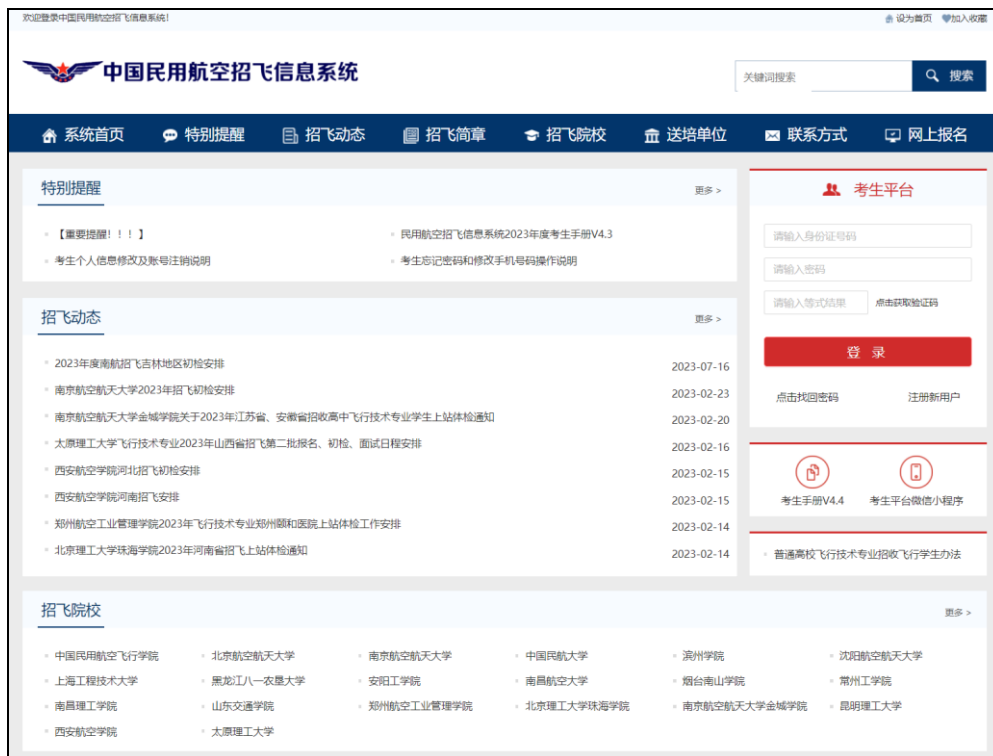 欢迎登录中国民用航空招飞信息系统! 设为首页 加入收藏
中国民用航空招飞信息系统
关键词搜索 搜索
系统首页 特别提醒 招飞动态 招飞简章 招飞院校 送培单位 联系方式 网上报名
特别提醒 更多 >
【重要提醒！！！】 民用航空招飞信息系统2023年度考生手册V4.3
考生个人信息修改及账号注销说明 考生忘记密码和修改手机号码操作说明
招飞动态 更多 >
2023年度南航招飞吉林地区初检安排 2023-07-16
南京航空航天大学2023年招飞初检安排 2023-02-23
南京航空航天大学金城学院关于2023年江苏省、安徽省招收高中飞行技术专业学生上站体检通知 2023-02-20
太原理工大学飞行技术专业2023年山西省招飞第二批报名、初检、面试日程安排 2023-02-16
西安航空学院河北招飞初检安排 2023-02-15
西安航空学院河南招飞安排 2023-02-15
郑州航空工业管理学院2023年飞行技术专业郑州颐和医院上站体检工作安排 2023-02-14
北京理工大学珠海学院2023年河南省招飞上站体检通知 2023-02-14
考生平台
请输入身份证号码
请输入密码
请输入等式结果 点击获取验证码
登 录
点击找回密码 注册新用户
考生手册V4.4 考生平台微信小程序
普通高校飞行技术专业招收飞行学生办法
招飞院校 更多 >
中国民用航空飞行学院 北京航空航天大学 南京航空航天大学 中国民航大学 滨州学院 沈阳航空航天大学
上海工程技术大学 黑龙江八一农垦大学 安阳工学院 南昌航空大学 烟台南山学院 常州工学院
南昌理工学院 山东交通学院 郑州航空工业管理学院 北京理工大学珠海学院 南京航空航天大学金城学院 昆明理工大学
西安航空学院 太原理工大学